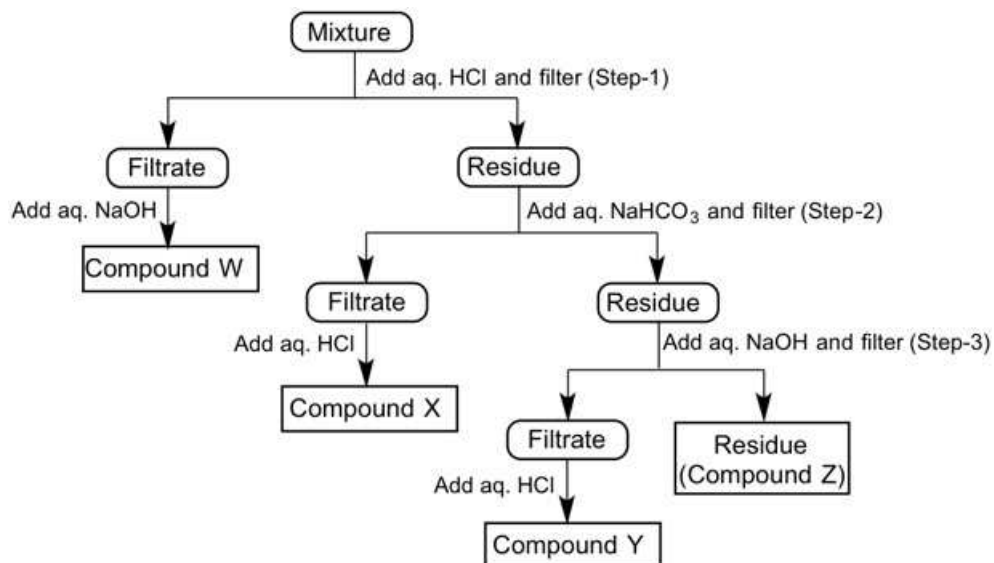 Mixture
Add aq. HCl and filter (Step-1)
Filtrate
Residue
Add aq. NaOH
Add aq. NaHCO₃ and filter (Step-2)
Compound W
Filtrate
Residue
Add aq. HCl
Add aq. NaOH and filter (Step-3)
Compound X
Filtrate
Residue
(Compound Z)
Add aq. HCl
Compound Y